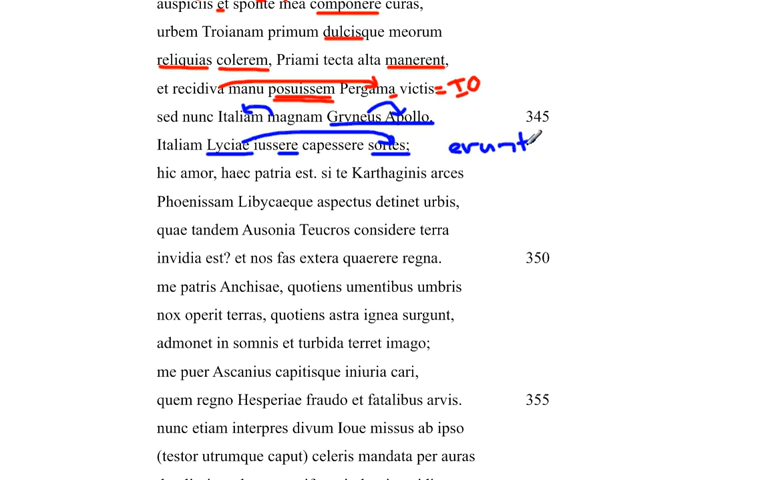 auspiciis et sponte mea componere curas,
urbem Troianam primum dulcisque meorum
reliquias colerem, Priami tecta alta manerent,
et recidiva manu posuissem Pergama victis = IO
sed nunc Italiam magnam Gryneus Apollo, 345
Italiam Lyciae iussere capessere sortes; erunt
hic amor, haec patria est. si te Karthaginis arces
Phoenissam Libycaeque aspectus detinet urbis,
quae tandem Ausonia Teucros considere terra
invidia est? et nos fas extera quaerere regna. 350
me patris Anchisae, quotiens umentibus umbris
nox operit terras, quotiens astra ignea surgunt,
admonet in somnis et turbida terret imago;
me puer Ascanius capitisque iniuria cari,
quem regno Hesperiae fraudo et fatalibus arvis. 355
nunc etiam interpres divum Ioue missus ab ipso
(testor utrumque caput) celeris mandata per auras